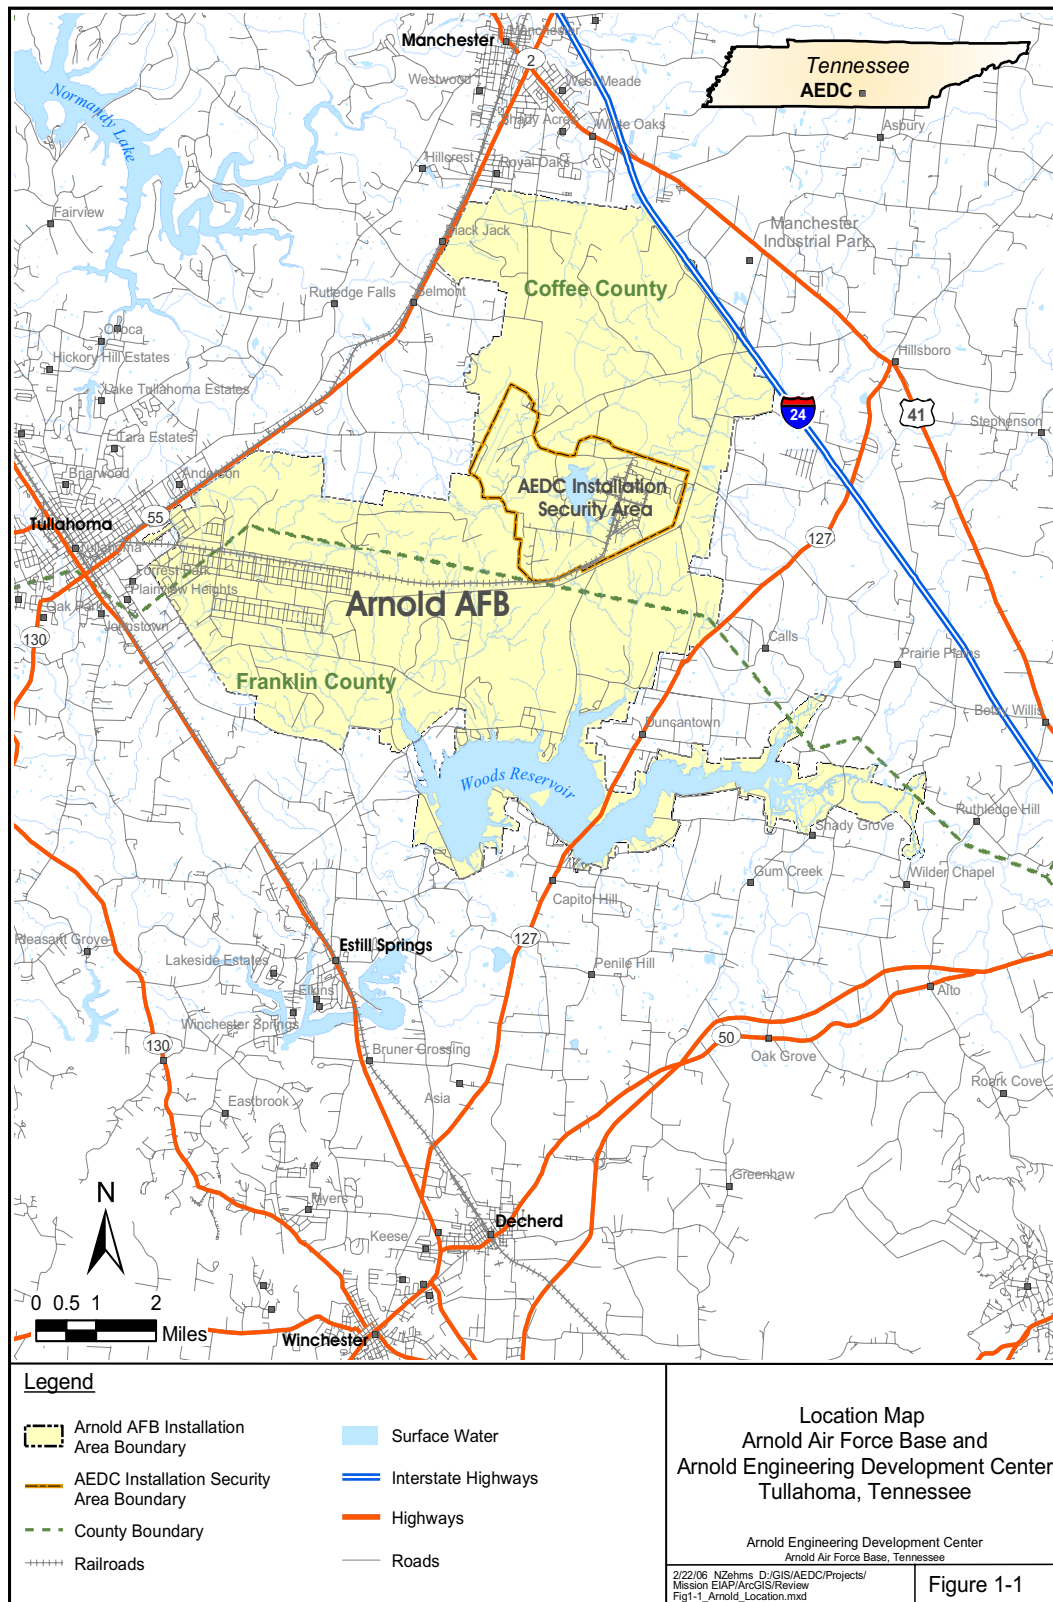 Manchester
Manchester
2
Westwood
West Meade
Shady Acres
White Oaks
Tennessee
AEDC
Asbury
Normandy Lake
Hillcrest
Royal Oaks
Fairview
Black Jack
Manchester
Industrial Park
Coffee County
Rutledge Falls
Belmont
Ovoca
Hickory Hill Estates
Hillsboro
Lake Tullahoma Estates
24
41
Stephenson
Tara Estates
Briarwood
Anderson
AEDC Installation
Security Area
55
Tullahoma
Tullahoma
127
Forrest Park
Plainview Heights
Oak Park
Arnold AFB
Johnstown
130
Calls
Prairie Plains
Franklin County
Duncantown
Betsy Willis
Woods Reservoir
Ruthledge Hill
Shady Grove
Gum Creek
Wilder Chapel
Capitol Hill
127
Pleasant Grove
Estill Springs
Lakeside Estates
Penile Hill
Elkins
Alto
Winchester Springs
50
130
Bruner Crossing
Oak Grove
Asia
Roark Cove
Eastbrook
Greenhaw
N
Myers
Decherd
Keese
0 0.5 1 2
Miles
Winchester
Legend
Arnold AFB Installation
Area Boundary
AEDC Installation Security
Area Boundary
County Boundary
Railroads
Surface Water
Interstate Highways
Highways
Roads
Location Map
Arnold Air Force Base and
Arnold Engineering Development Center
Tullahoma, Tennessee
Arnold Engineering Development Center
Arnold Air Force Base, Tennessee
2/22/06 NZehms D:/GIS/AEDC/Projects/
Mission EIAP/ArcGIS/Review
Fig1-1_Arnold_Location.mxd
Figure 1-1